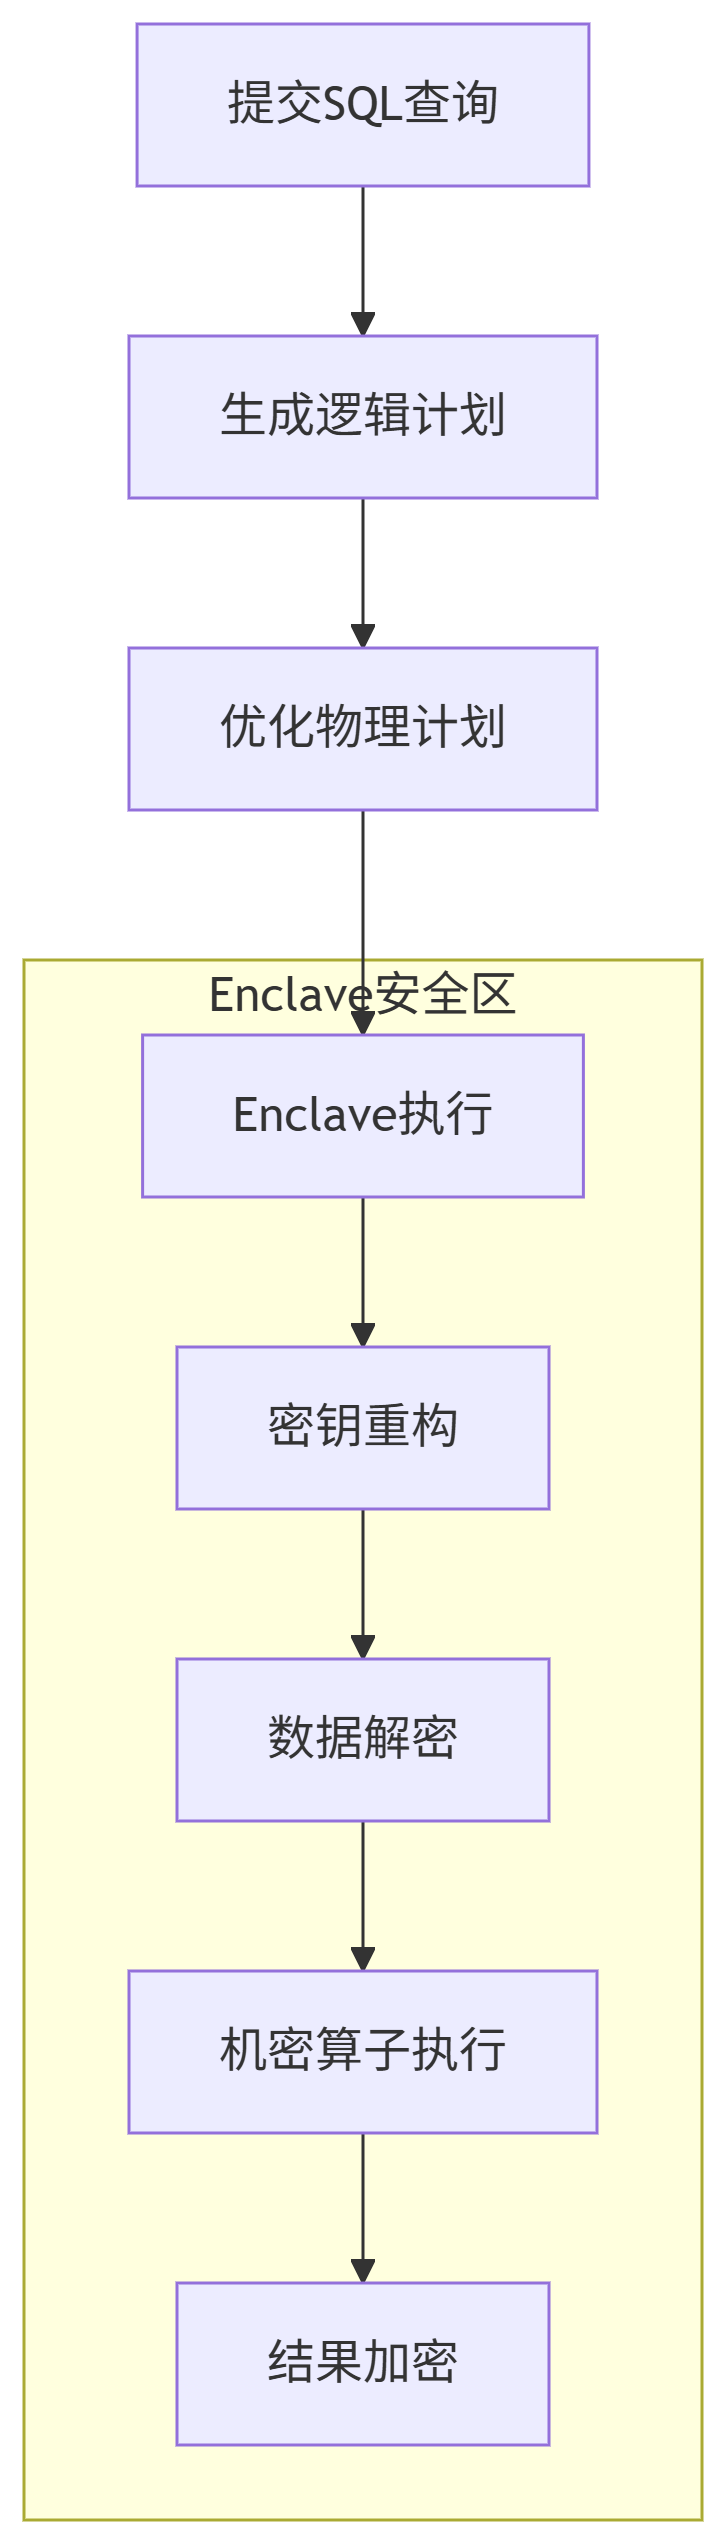 提交SQL查询
生成逻辑计划
优化物理计划
Enclave安全区
Enclave执行
密钥重构
数据解密
机密算子执行
结果加密